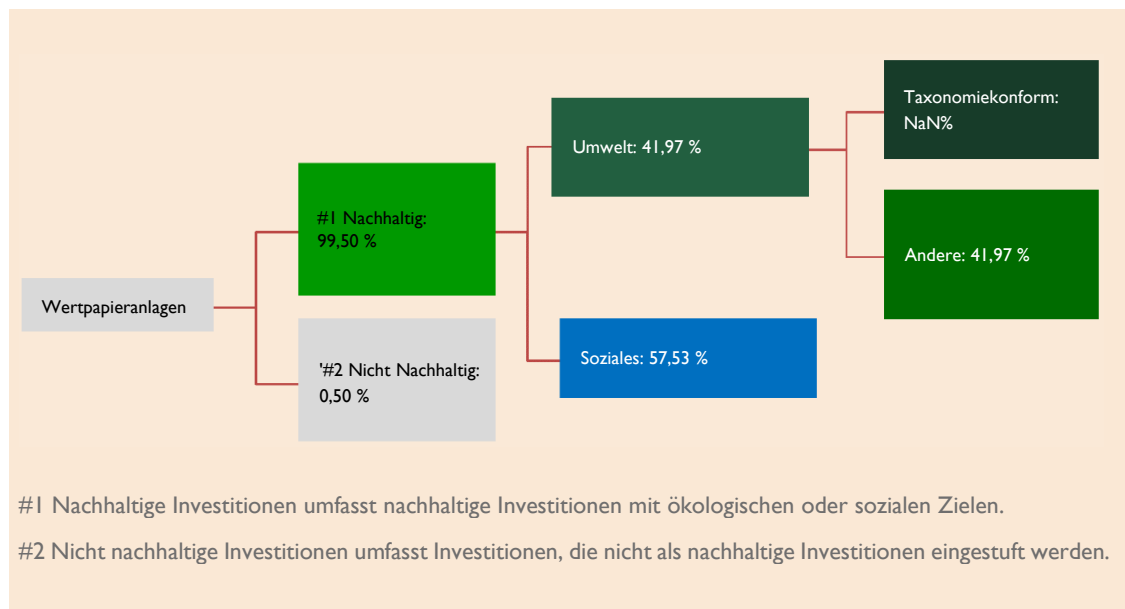 Wertpapieranlagen
#1 Nachhaltig:
99,50 %
'#2 Nicht Nachhaltig:
0,50 %
Umwelt: 41,97 %
Soziales: 57,53 %
Taxonomiekonform:
NaN%
Andere: 41,97 %
#1 Nachhaltige Investitionen umfasst nachhaltige Investitionen mit ökologischen oder sozialen Zielen.
#2 Nicht nachhaltige Investitionen umfasst Investitionen, die nicht als nachhaltige Investitionen eingestuft werden.